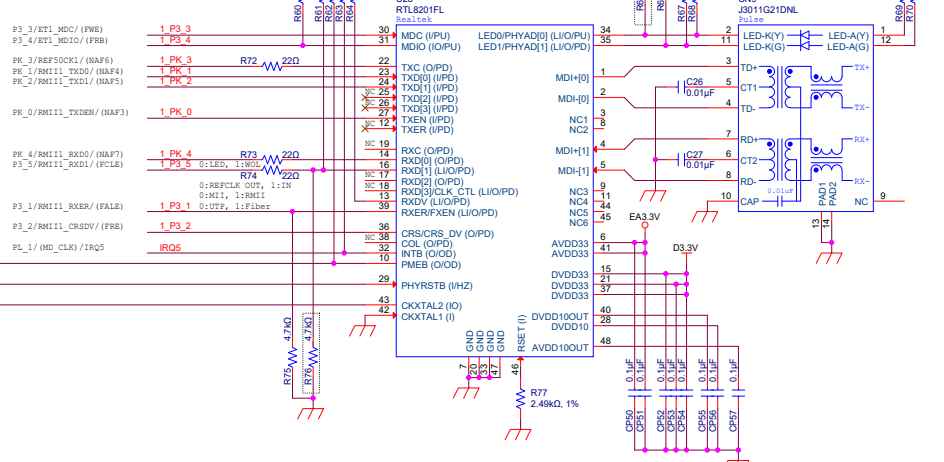 RTL8201FL
Realtek
J3011G21DNL
Pulse
R60
R61
R62
R63
R64
R67
R68
R69
R70
P3_3/ET1_MDC/(FWE) 1_P3_3 30 MDC (I/PU)
P3_4/ET1_MDIO/(FRB) 1_P3_4 31 MDIO (IO/PU)
PK_3/REF50CK1/(NAF6) 1_PK_3 R72 22Ω 22 TXC (O/PD)
PK_1/RMII1_TXD0/(NAF4) 1_PK_1 23 TXD[0] (I/PD)
PK_2/RMII1_TXD1/(NAF5) 1_PK_2 24 TXD[1] (I/PD)
NC 25 TXD[2] (I/PD)
NC 26 TXD[3] (I/PD)
PK_0/RMII1_TXDEN/(NAF3) 1_PK_0 27 TXEN (I/PD)
NC 12 TXER (I/PD)
NC 19 RXC (O/PD)
PK_4/RMII1_RXD0/(NAF7) 1_PK_4 R73 22Ω 14 RXD[0] (O/PD)
P3_5/RMII1_RXD1/(FCLE) 1_P3_5 0:LED, 1:WOL R74 22Ω 16 RXD[1] (LI/O/PD)
NC 17 RXD[2] (O/PD)
0:REFCLK OUT, 1:IN NC 18 RXD[3]/CLK_CTL (LI/O/PD)
0:MII, 1:RMII 13 RXDV (LI/O/PD)
P3_1/RMII1_RXER/(FALE) 1_P3_1 0:UTP, 1:Fiber 39 RXER/FXEN (LI/O/PD)
P3_2/RMII1_CRSDV/(FRE) 1_P3_2 36 CRS/CRS_DV (O/PD)
NC 38 COL (O/PD)
PL_1/(MD_CLK)/IRQ5 IRQ5 32 INTB (O/OD)
10 PMEB (O/OD)
29 PHYRSTB (I/HZ)
43 CKXTAL2 (IO)
42 CKXTAL1 (I)
LED0/PHYAD[0] (LI/O/PU) 34
LED1/PHYAD[1] (LI/O/PD) 35
MDI+[0] 1
MDI-[0] 2
NC1 3
NC2 8
MDI+[1] 4
MDI-[1] 5
NC3 9
NC4 11
NC5 44
NC6 45
AVDD33 6
AVDD33 41
DVDD33 15
DVDD33 21
DVDD33 37
DVDD10OUT 40
DVDD10 28
AVDD10OUT 48
GND 7
GND 20
GND 33
GND 47
RSET (I) 46
R77
2.49kΩ, 1%
R75 4.7kΩ
R76 4.7kΩ
EA3.3V
D3.3V
C26
0.01µF
C27
0.01µF
2 LED-K(Y) LED-A(Y) 1
11 LED-K(G) LED-A(G) 12
3 TD+ TX+
5 CT1
4 TD- TX-
7 RD+ RX+
6 CT2
8 RD- RX-
0.01uF
10 CAP NC 9
PAD1 13
PAD2 14
CP50 0.1µF
CP51 0.1µF
CP52 0.1µF
CP53 0.1µF
CP54 0.1µF
CP55 0.1µF
CP56 0.1µF
CP57 0.1µF